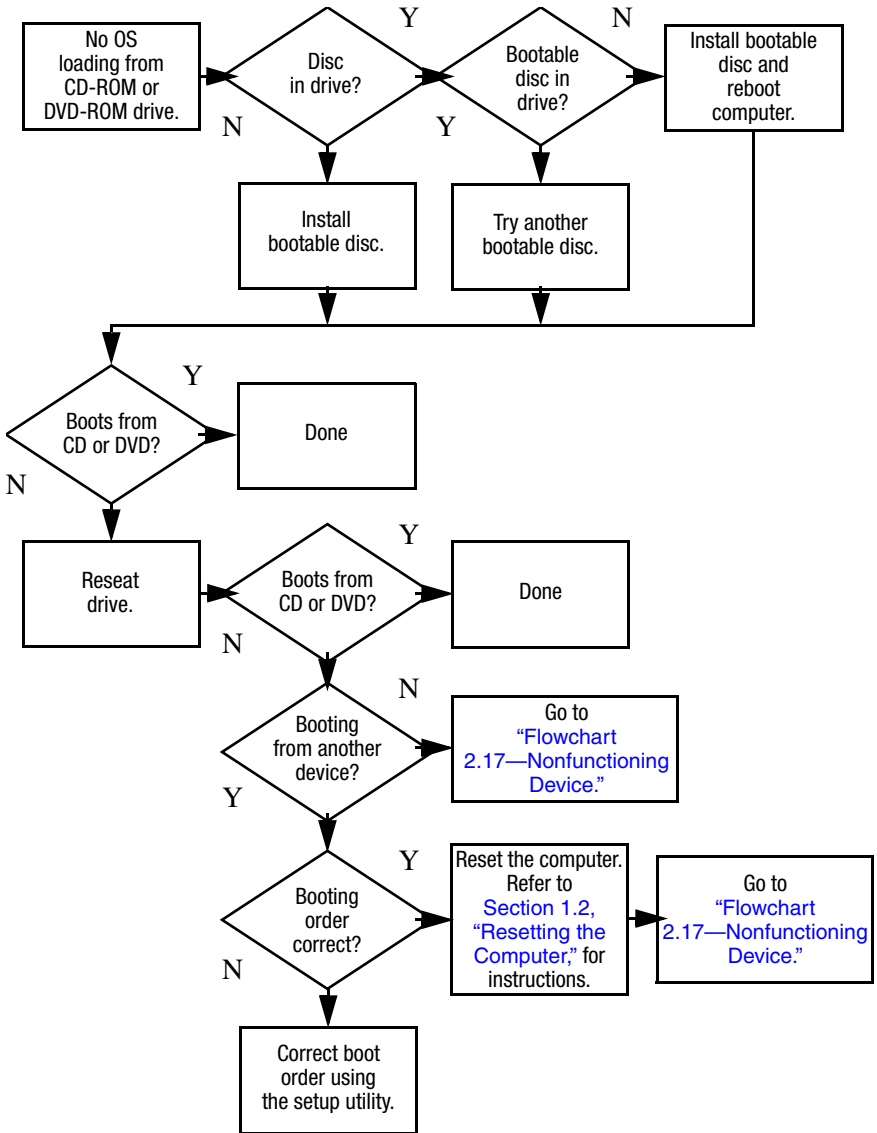 No OS
loading from
CD-ROM or
DVD-ROM drive.
Disc
in drive?
Y
N
Bootable
disc in
drive?
N
Y
Install bootable
disc and
reboot
computer.
Install
bootable disc.
Try another
bootable disc.
Boots from
CD or DVD?
Y
N
Done
Reseat
drive.
Boots from
CD or DVD?
Y
N
Done
Booting
from another
device?
N
Y
Go to
“Flowchart
2.17—Nonfunctioning
Device.”
Booting
order
correct?
Y
N
Reset the computer.
Refer to
Section 1.2,
“Resetting the
Computer,” for
instructions.
Go to
“Flowchart
2.17—Nonfunctioning
Device.”
Correct boot
order using
the setup utility.